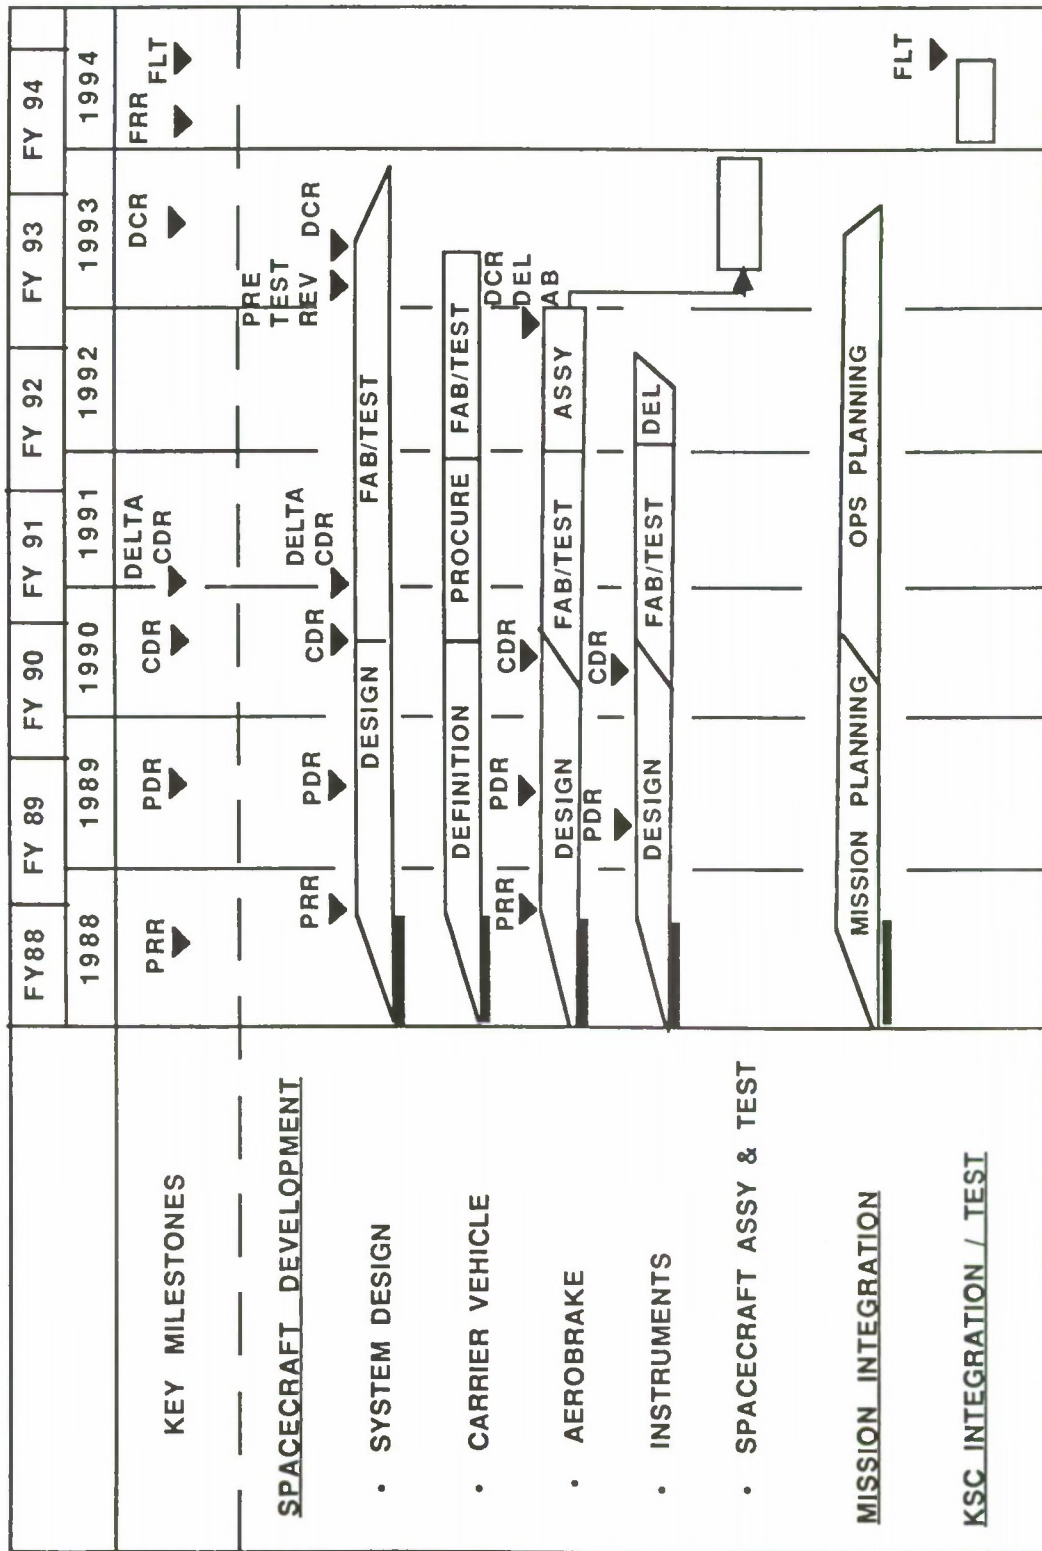 FY88 FY 89 FY 90 FY 91 FY 92 FY 93 FY 94
1988 1989 1990 1991 1992 1993 1994
KEY MILESTONES
PRR PDR CDR DELTA CDR DCR FRR FLT
SPACECRAFT DEVELOPMENT
PRR PDR CDR DELTA CDR PRE TEST REV DCR
• SYSTEM DESIGN
DESIGN FAB/TEST
• CARRIER VEHICLE
DEFINITION PROCURE FAB/TEST
PRR PDR CDR DCR DEL AB
• AEROBRAKE
DESIGN FAB/TEST ASSY
PDR CDR
• INSTRUMENTS
DESIGN FAB/TEST DEL
• SPACECRAFT ASSY & TEST
MISSION INTEGRATION
MISSION PLANNING OPS PLANNING
FLT
KSC INTEGRATION / TEST